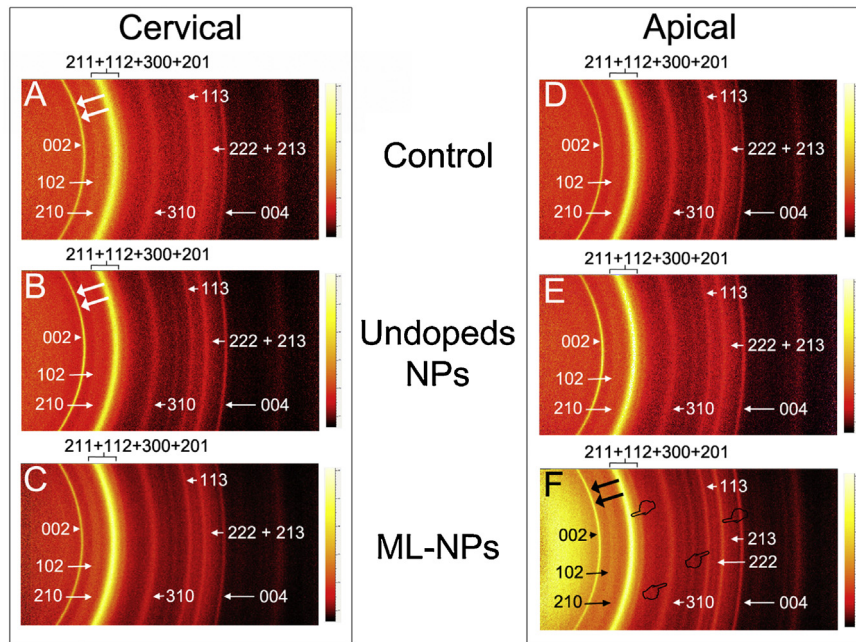 Cervical
Apical
211+112+300+201
A
113
002
222 + 213
102
210
310
004
Control
211+112+300+201
D
113
002
222 + 213
102
210
310
004
211+112+300+201
B
113
002
222 + 213
102
210
310
004
Undopeds
NPs
211+112+300+201
E
113
002
222 + 213
102
210
310
004
211+112+300+201
C
113
002
222 + 213
102
210
310
004
ML-NPs
211+112+300+201
F
113
002
213
222
102
210
310
004